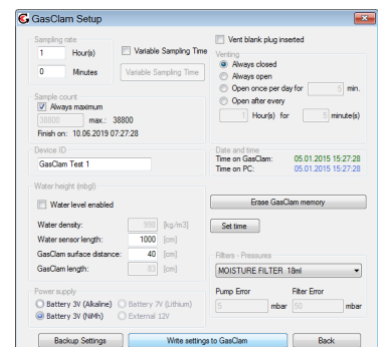 GasClam Setup
Sampling rate
1 Hour(s)
0 Minutes
Variable Sampling Time
Variable Sampling Time
Sample count
Always maximum
38800 max.: 38800
Finish on: 10.06.2019 07:27:28
Device ID
GasClam Test 1
Water height (mbgl)
Water level enabled
Water density: 999 [kg/m3]
Water sensor length: 1000 [cm]
GasClam surface distance: 40 [cm]
GasClam length: 83 [cm]
Power supply
Battery 3V (Alkaline) Battery 7V (Lithium)
Battery 3V (NiMh) External 12V
Vent blank plug inserted
Venting
Always closed
Always open
Open once per day for 5 min.
Open after every
1 Hour(s) for 5 minute(s)
Date and time
Time on GasClam: 05.01.2015 15:27:28
Time on PC: 05.01.2015 15:27:28
Erase GasClam memory
Set time
Filters - Pressures
MOISTURE FILTER 18ml
Pump Error Filter Error
5 mbar 50 mbar
Backup Settings Write settings to GasClam Back